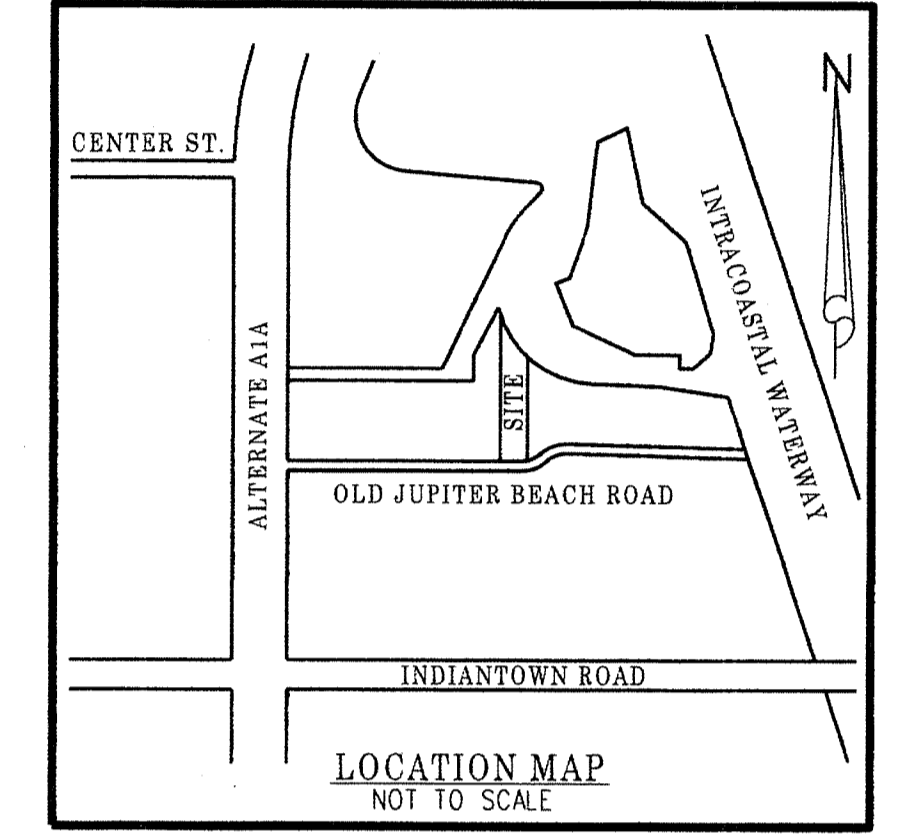 N
CENTER ST.
INTRACOASTAL WATERWAY
ALTERNATE A1A
SITE
OLD JUPITER BEACH ROAD
INDIANTOWN ROAD
LOCATION MAP
NOT TO SCALE